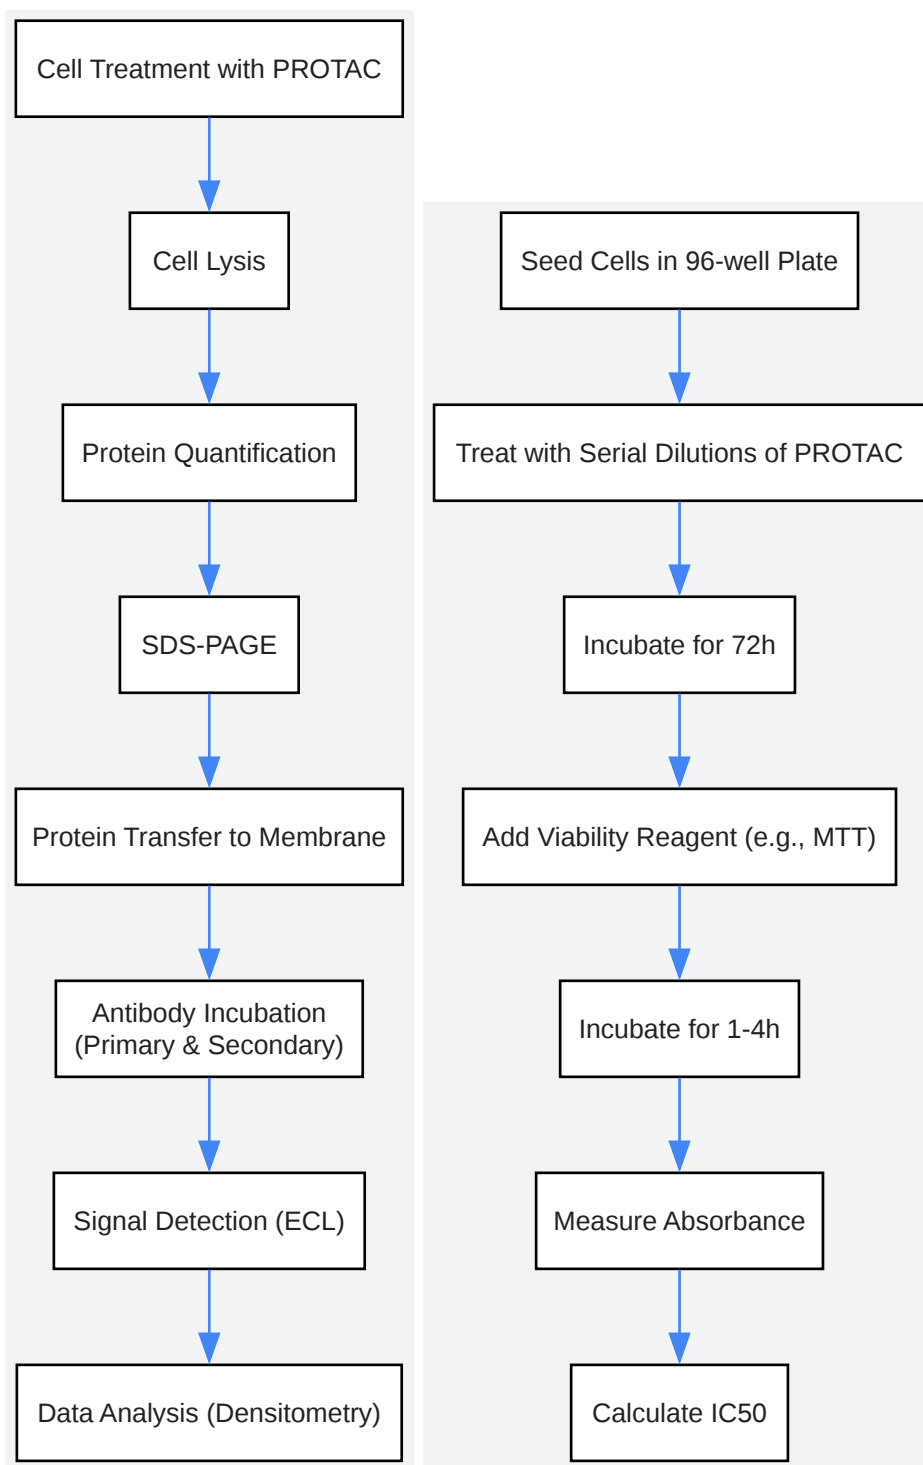 Cell Treatment with PROTAC
Cell Lysis
Protein Quantification
SDS-PAGE
Protein Transfer to Membrane
Antibody Incubation
(Primary & Secondary)
Signal Detection (ECL)
Data Analysis (Densitometry)
Seed Cells in 96-well Plate
Treat with Serial Dilutions of PROTAC
Incubate for 72h
Add Viability Reagent (e.g., MTT)
Incubate for 1-4h
Measure Absorbance
Calculate IC50